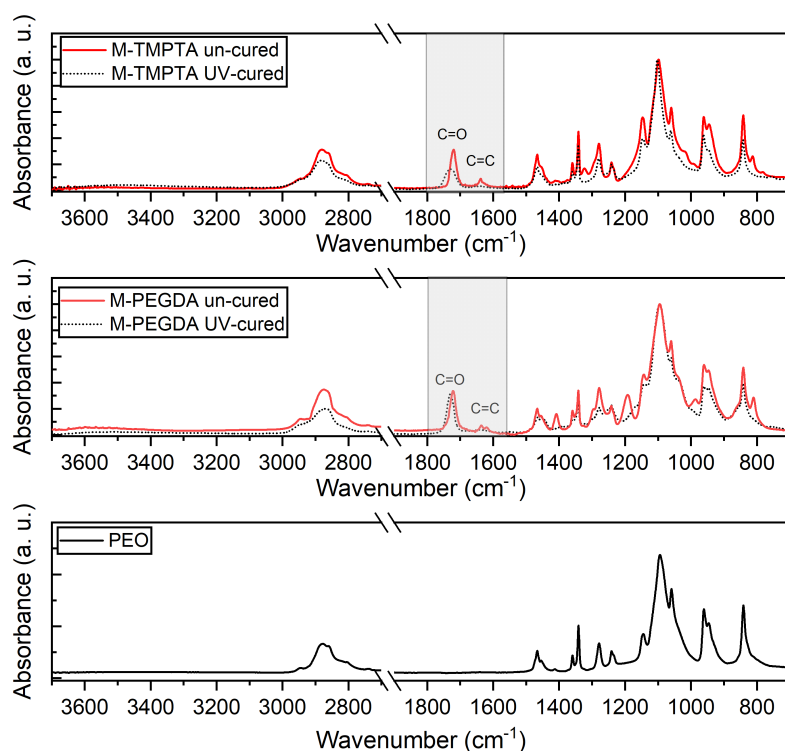 Absorbance (a. u.)
M-TMPTA un-cured
M-TMPTA UV-cured
C=O
C=C
3600 3400 3200 3000 2800 1800 1600 1400 1200 1000 800
Wavenumber (cm⁻¹)
Absorbance (a. u.)
M-PEGDA un-cured
M-PEGDA UV-cured
C=O
C=C
3600 3400 3200 3000 2800 1800 1600 1400 1200 1000 800
Wavenumber (cm⁻¹)
Absorbance (a. u.)
PEO
3600 3400 3200 3000 2800 1800 1600 1400 1200 1000 800
Wavenumber (cm⁻¹)